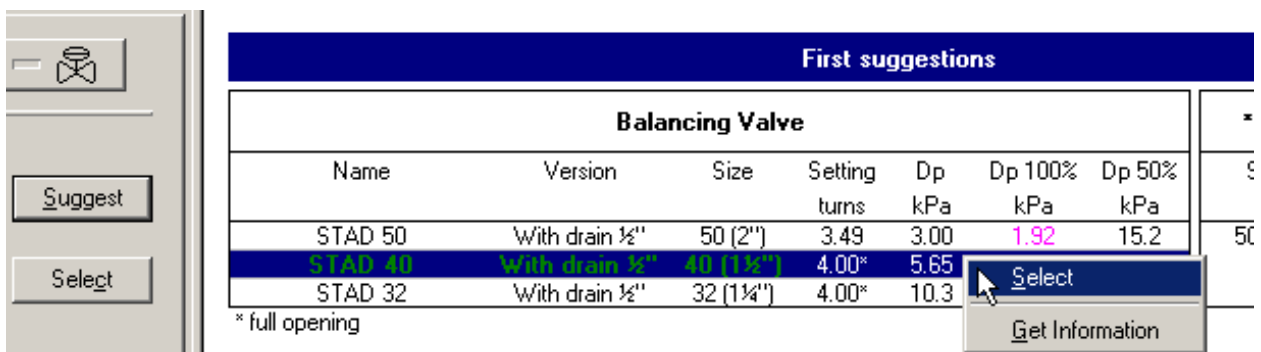 First suggestions
Balancing Valve *
Name Version Size Setting Dp Dp 100% Dp 50% S
turns kPa kPa kPa
Suggest
STAD 50 With drain ½" 50 (2") 3.49 3.00 1.92 15.2 50
STAD 40 With drain ½" 40 (1½") 4.00* 5.65
Select
Select
STAD 32 With drain ½" 32 (1¼") 4.00* 10.3
* full opening
Get Information